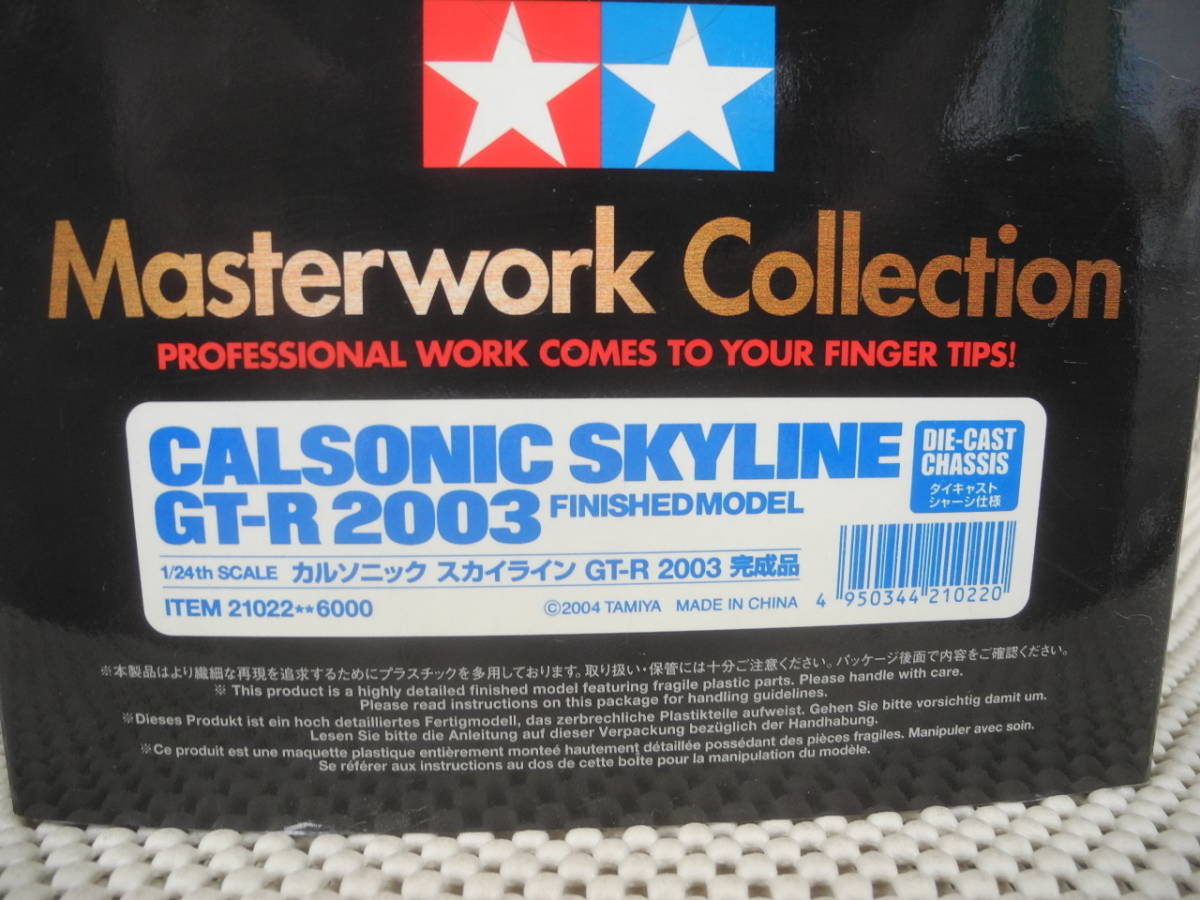 Masterwork Collection
PROFESSIONAL WORK COMES TO YOUR FINGER TIPS!
CALSONIC SKYLINE
GT-R 2003 FINISHED MODEL
DIE-CAST
CHASSIS
ダイキャスト
シャーシ仕様
1/24th SCALE カルソニック スカイライン GT-R 2003 完成品
ITEM 21022**6000 ©2004 TAMIYA MADE IN CHINA
4 950344 210220
※本製品はより繊細な再現を追求するためにプラスチックを多用しております。取り扱い・保管には十分ご注意ください。パッケージ後面で内容をご確認ください。
※ This product is a highly detailed finished model featuring fragile plastic parts. Please handle with care.
Please read instructions on this package for handling guidelines.
※Dieses Produkt ist ein hoch detailliertes Fertigmodell, das zerbrechliche Plastikteile aufweist. Gehen Sie bitte vorsichtig damit um.
Lesen Sie bitte die Anleitung auf dieser Verpackung bezüglich der Handhabung.
※Ce produit est une maquette plastique entièrement monteé hautement détaillée possédant des pièces fragiles. Manipuler avec soin.
Se référer aux instructions au dos de cette boîte pour la manipulation du modèle.